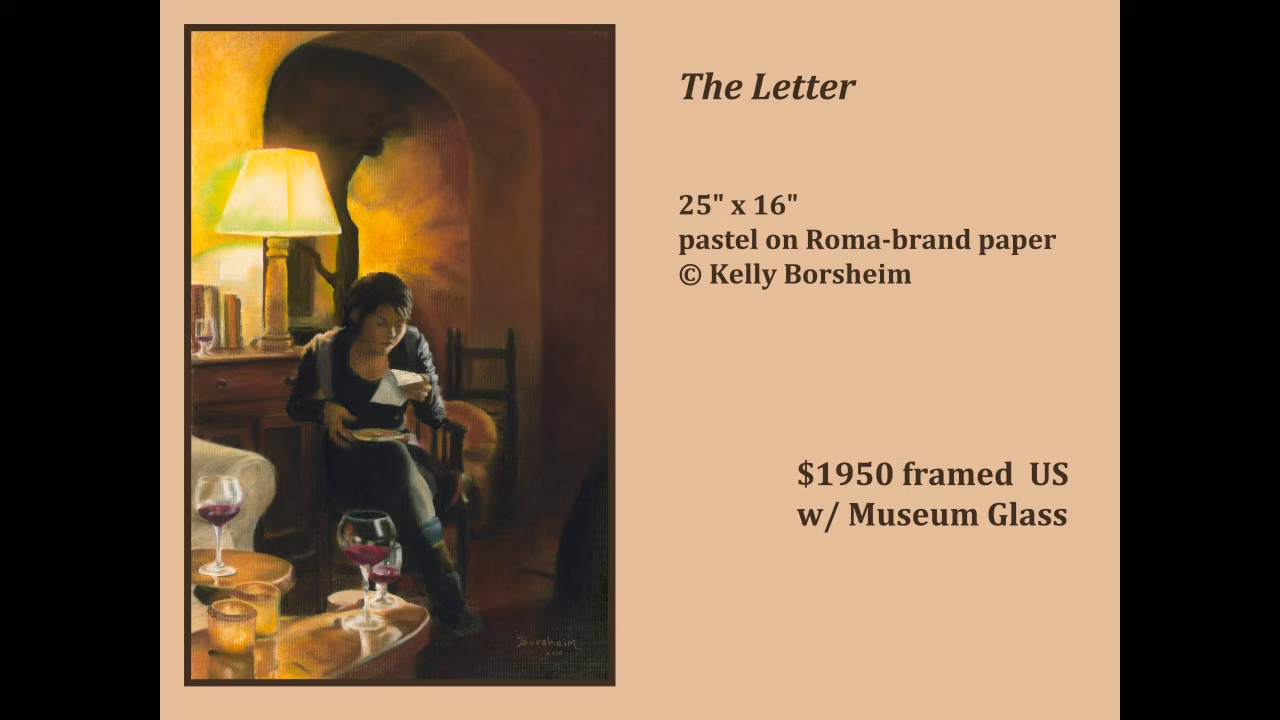 The Letter
25" x 16"
pastel on Roma-brand paper
© Kelly Borsheim
$1950 framed  US
w/ Museum Glass
Borsheim